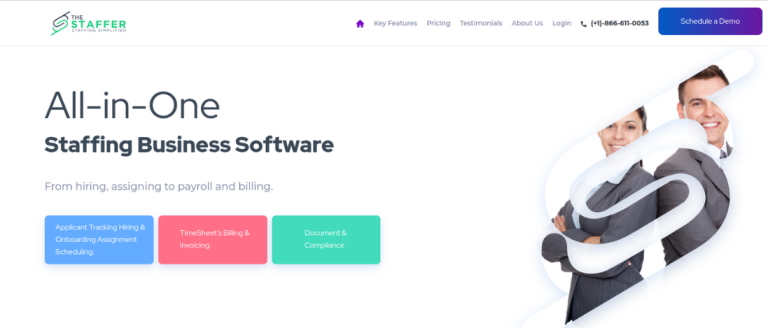 THE
STAFFER
STAFFING SIMPLIFIED
Key Features Pricing Testimonials About Us Login (+1)-866-611-0053 Schedule a Demo
All-in-One
Staffing Business Software
From hiring, assigning to payroll and billing.
Applicant Tracking Hiring &
Onboarding Assignment
Scheduling.
TimeSheet's Billing &
Invoicing.
Document &
Compliance